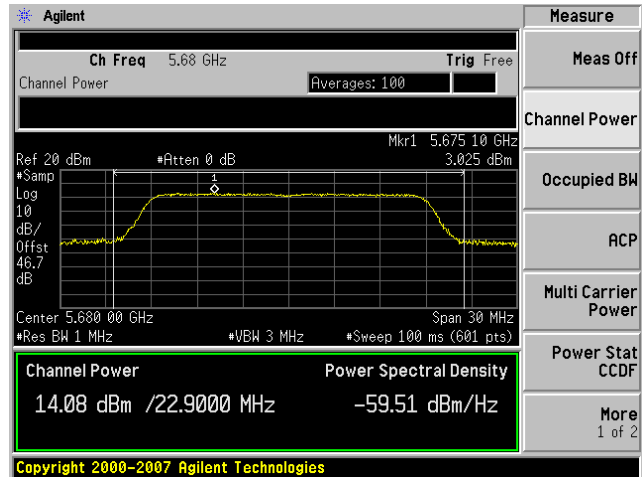 Agilent
Measure
Ch Freq 5.68 GHz Trig Free
Channel Power Averages: 100
Mkr1 5.675 10 GHz
Ref 20 dBm #Atten 0 dB 3.025 dBm
#Samp
Log
10
dB/
Offst
46.7
dB
1
Center 5.680 00 GHz Span 30 MHz
#Res BW 1 MHz #VBW 3 MHz #Sweep 100 ms (601 pts)
Channel Power Power Spectral Density
14.08 dBm /22.9000 MHz -59.51 dBm/Hz
Copyright 2000-2007 Agilent Technologies
Meas Off
Channel Power
Occupied BW
ACP
Multi Carrier
Power
Power Stat
CCDF
More
1 of 2